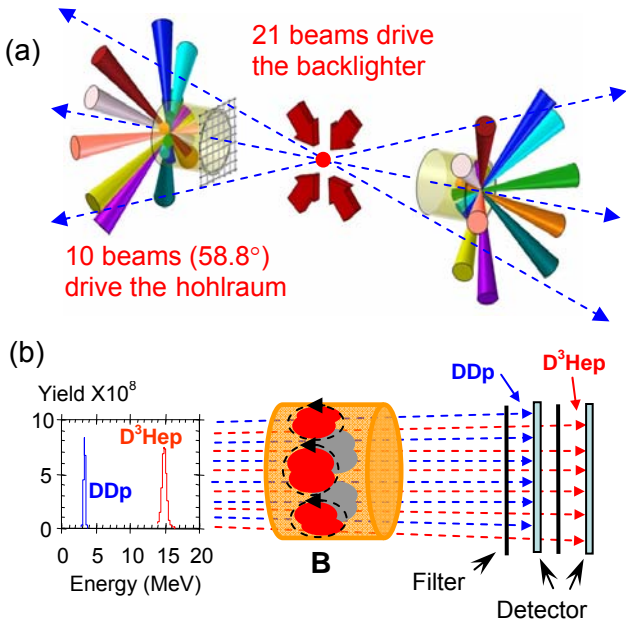 (a)
21 beams drive
the backlighter
10 beams (58.8°)
drive the hohlraum
(b)
Yield X10⁸
10
5
0
DDp
D³Hep
0 5 10 15 20
Energy (MeV)
B
DDp
D³Hep
Filter
Detector